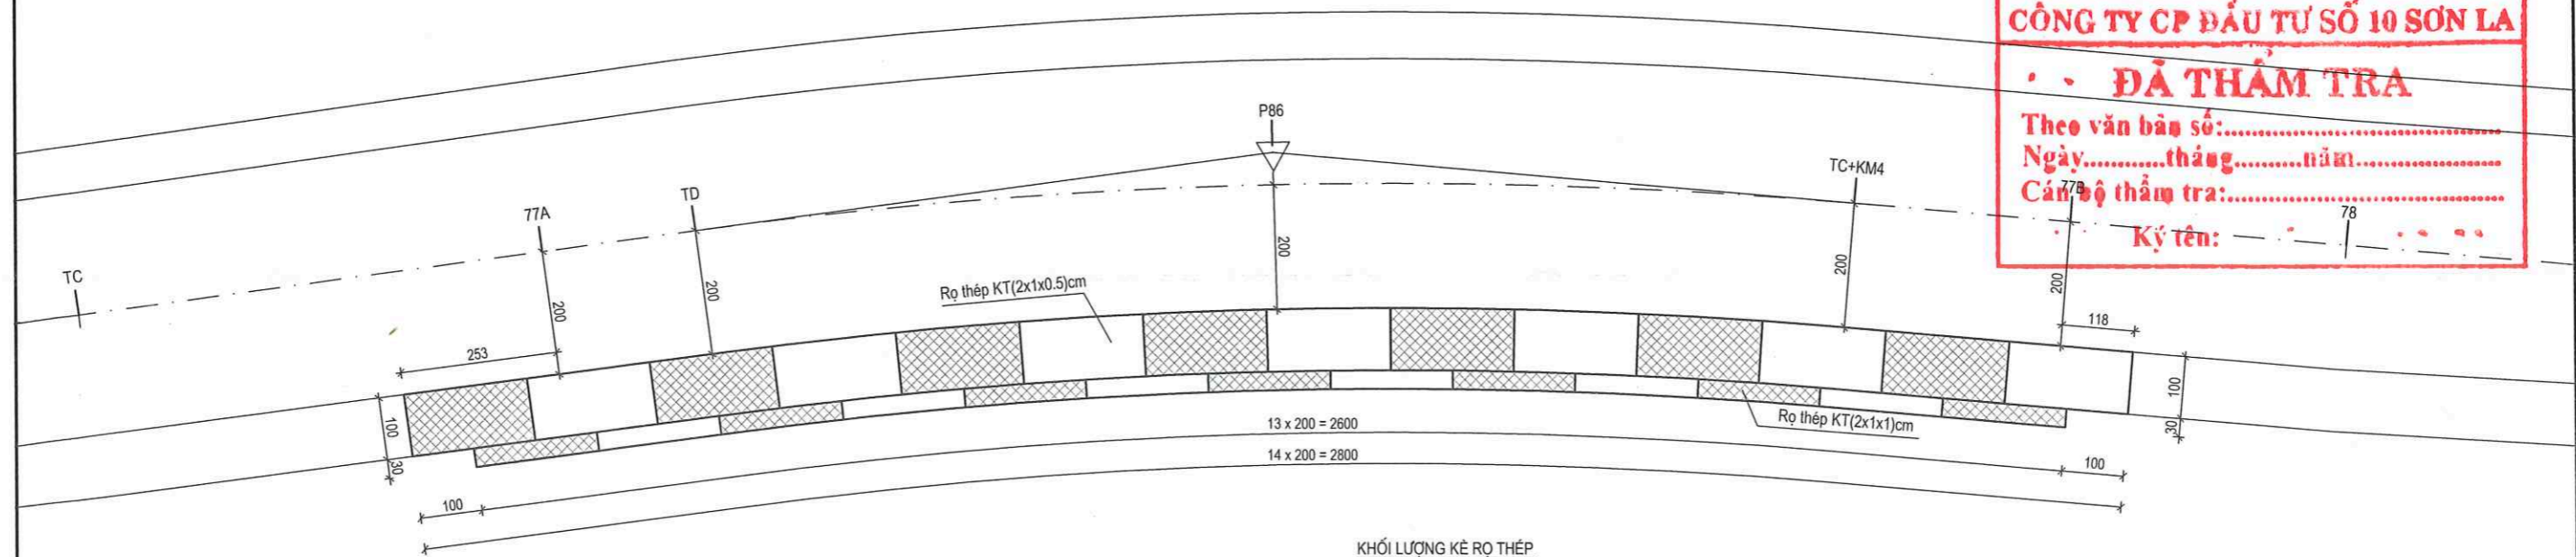 CÔNG TY CP ĐẦU TƯ SỐ 10 SƠN LA
ĐÃ THẨM TRA
Theo văn bản số:
Ngày............tháng..........năm
Cán bộ thẩm tra:
Ký tên:
P86
TC+KM4
77B
78
TD
77A
TC
200
200
200
200
200
Rọ thép KT(2x1x0.5)cm
253
118
100
30
100
30
Rọ thép KT(2x1x1)cm
13 x 200 = 2600
14 x 200 = 2800
100
100
KHỐI LƯỢNG KÈ RỌ THÉP